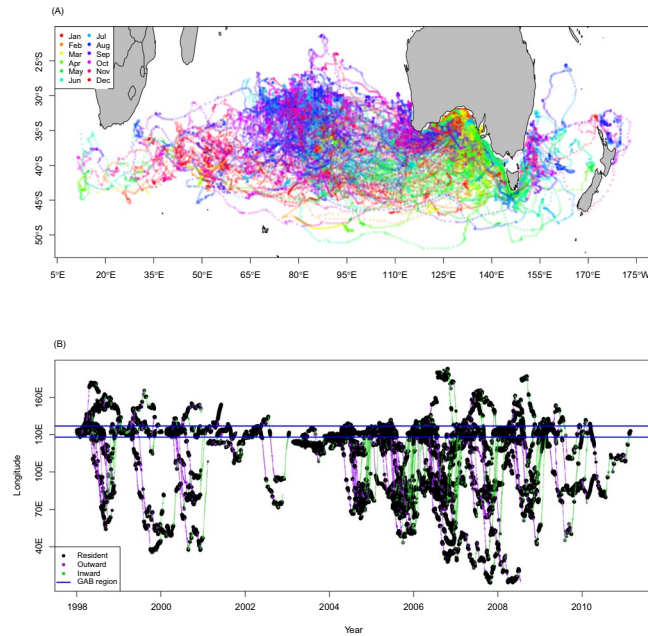 (A)
Jan Jul
Feb Aug
Mar Sep
Apr Oct
May Nov
Jun Dec
25°S
30°S
35°S
40°S
45°S
50°S
5°E 20°E 35°E 50°E 65°E 80°E 95°E 110°E 125°E 140°E 155°E 170°E 175°W
(B)
160E
130E
100E
70E
40E
Longitude
Resident
Outward
Inward
GAB region
1998 2000 2002 2004 2006 2008 2010
Year